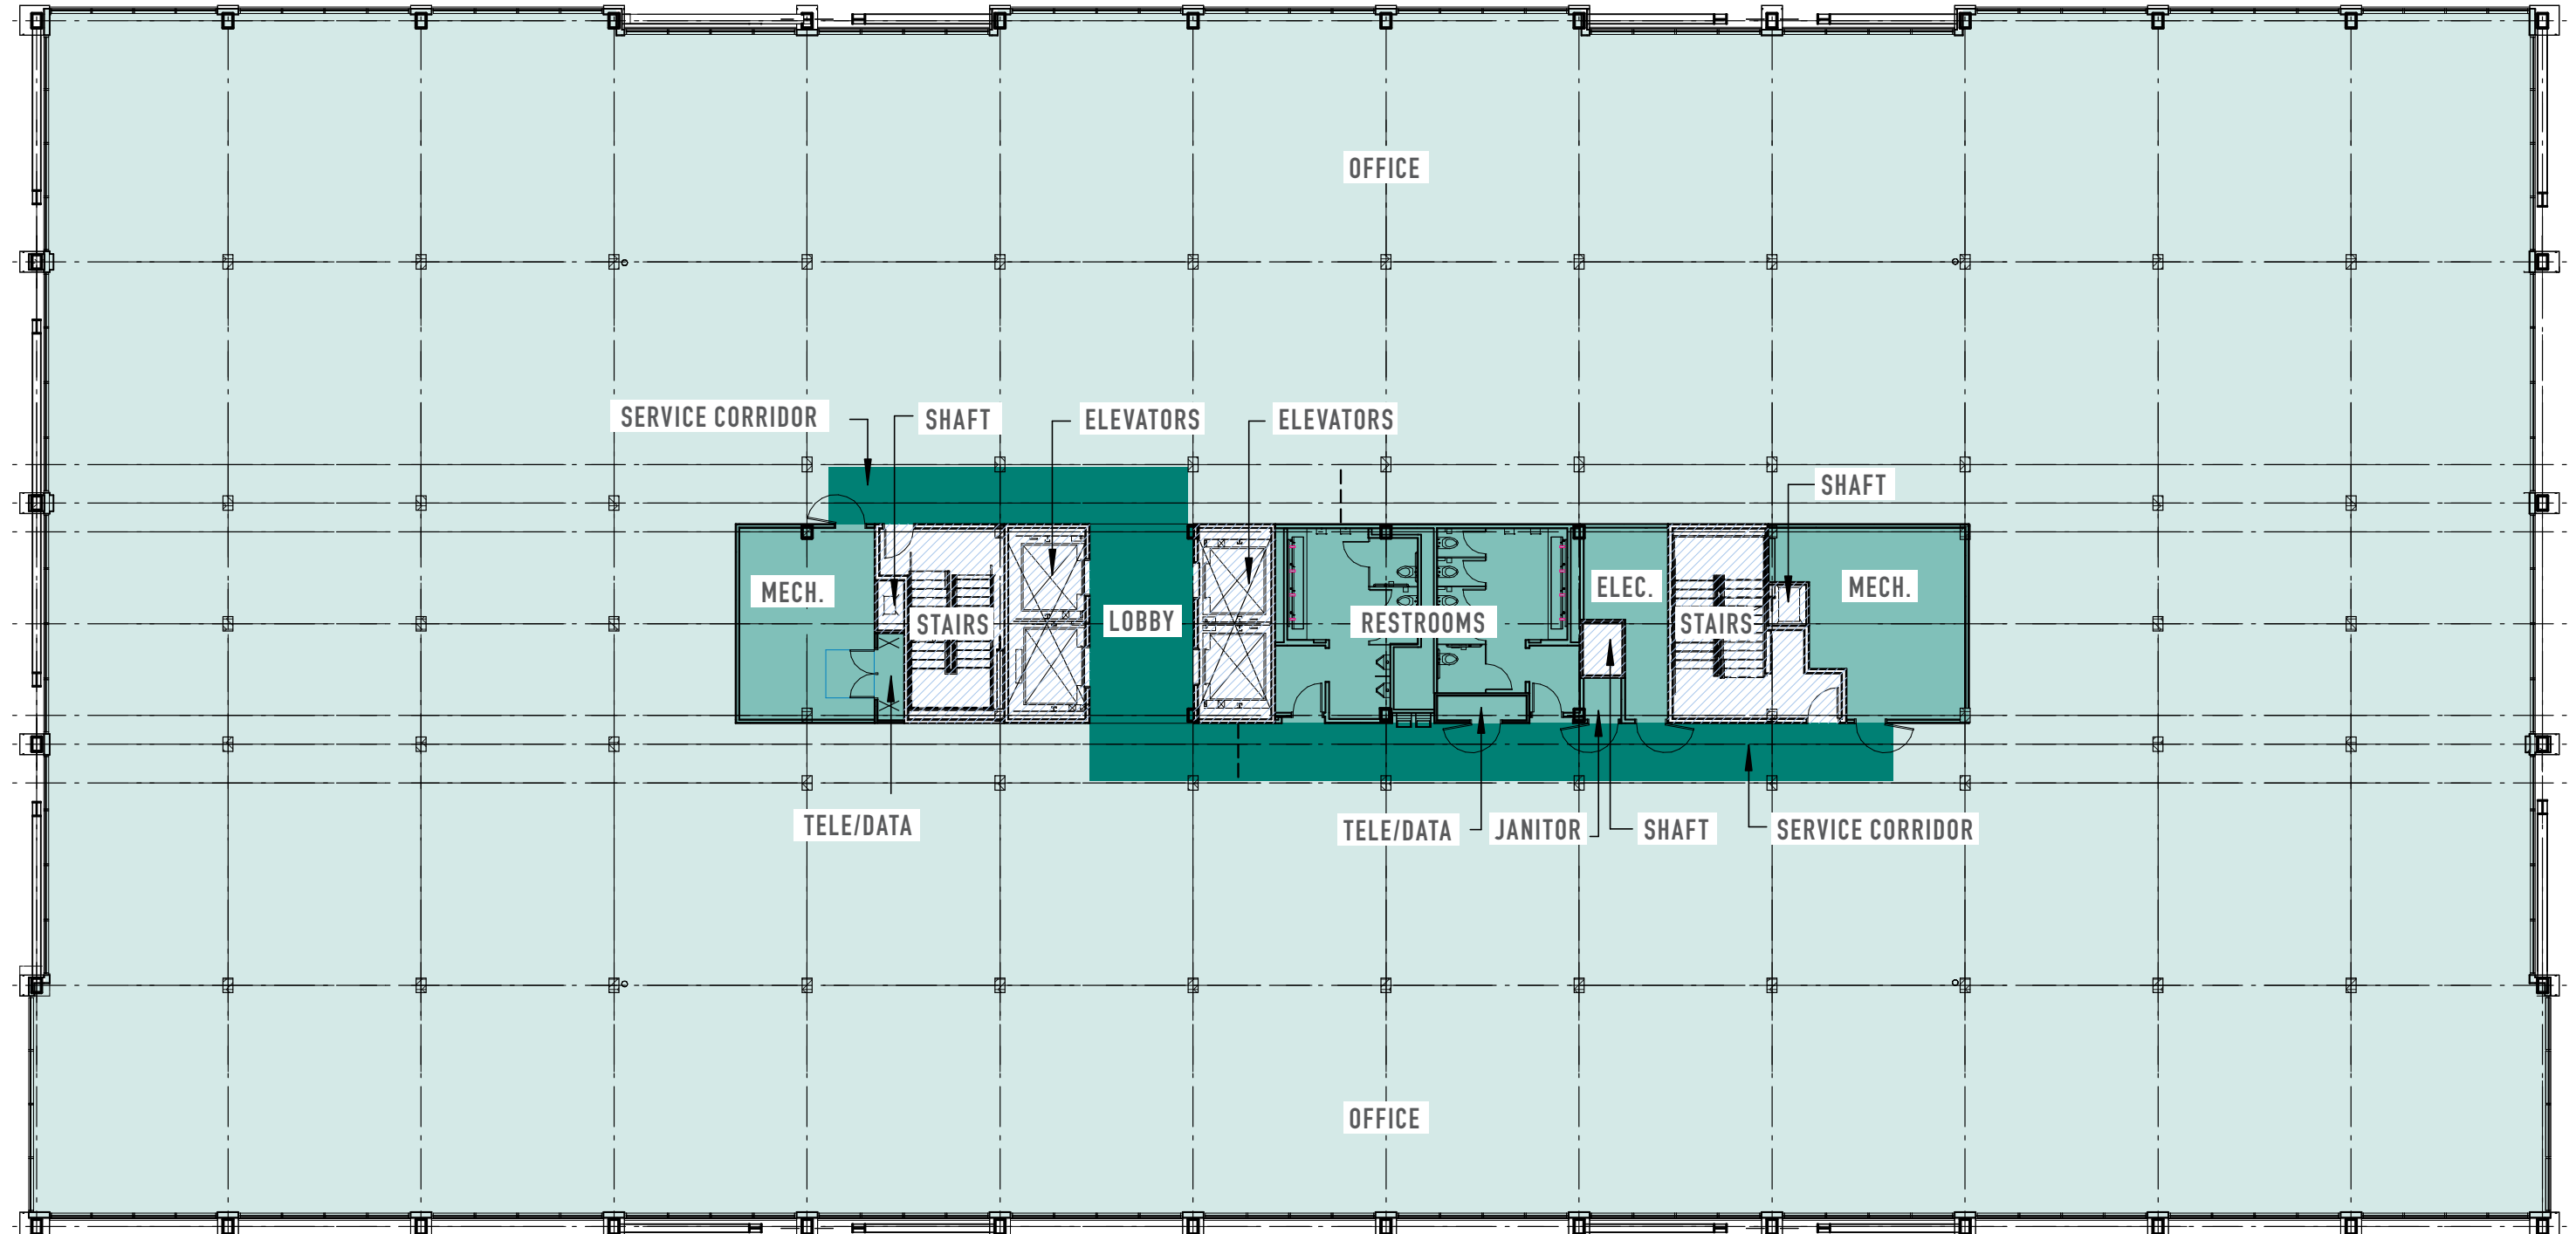 OFFICE
SERVICE CORRIDOR
SHAFT
ELEVATORS
ELEVATORS
SHAFT
MECH.
STAIRS
LOBBY
RESTROOMS
ELEC.
STAIRS
MECH.
TELE/DATA
TELE/DATA
JANITOR
SHAFT
SERVICE CORRIDOR
OFFICE